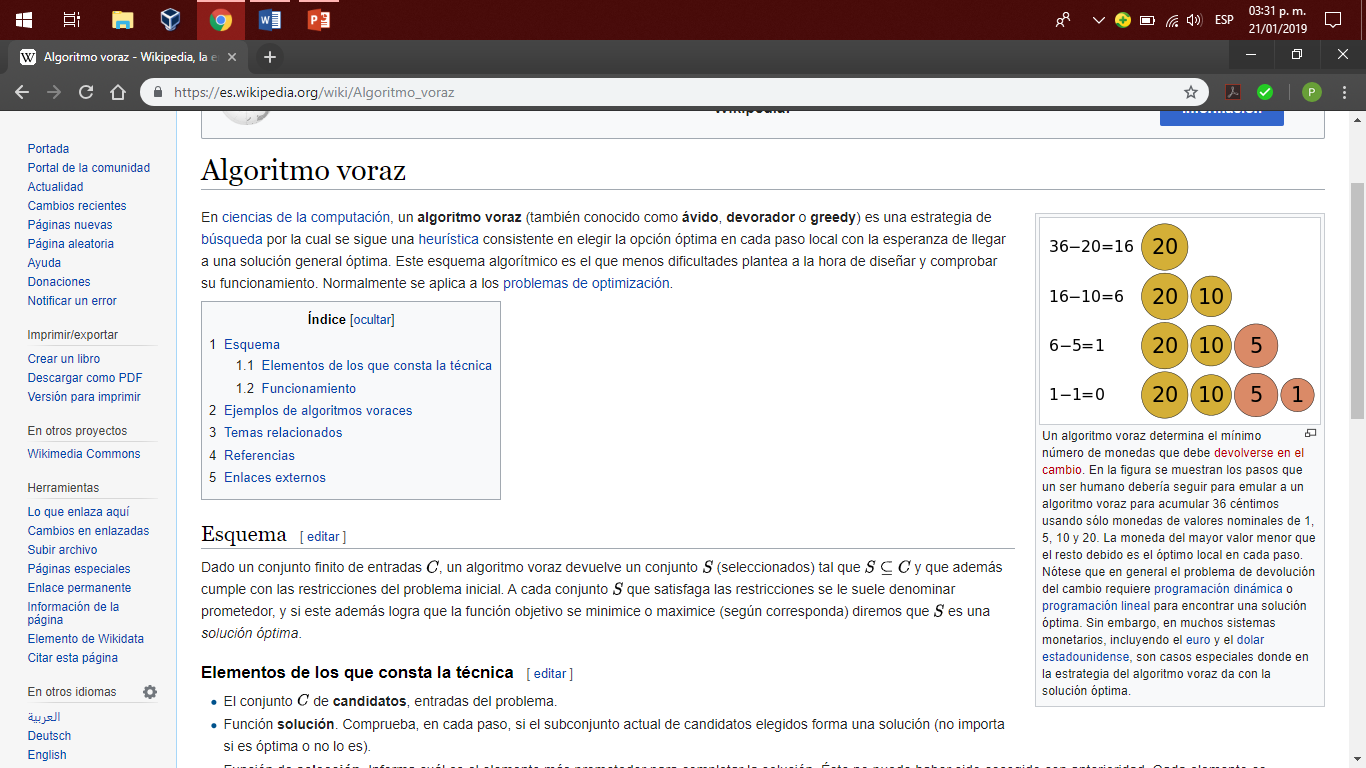 ESP
03:31 p. m.
21/01/2019
Algoritmo voraz - Wikipedia, la e
https://es.wikipedia.org/wiki/Algoritmo_voraz
P
Portada
Portal de la comunidad
Actualidad
Cambios recientes
Páginas nuevas
Página aleatoria
Ayuda
Donaciones
Notificar un error
Imprimir/exportar
Crear un libro
Descargar como PDF
Versión para imprimir
En otros proyectos
Wikimedia Commons
Herramientas
Lo que enlaza aquí
Cambios en enlazadas
Subir archivo
Páginas especiales
Enlace permanente
Información de la
página
Elemento de Wikidata
Citar esta página
En otros idiomas
العربية
Deutsch
English
Algoritmo voraz
En ciencias de la computación, un algoritmo voraz (también conocido como ávido, devorador o greedy) es una estrategia de
búsqueda por la cual se sigue una heurística consistente en elegir la opción óptima en cada paso local con la esperanza de llegar
a una solución general óptima. Este esquema algorítmico es el que menos dificultades plantea a la hora de diseñar y comprobar
su funcionamiento. Normalmente se aplica a los problemas de optimización.
Índice [ocultar]
1 Esquema
1.1 Elementos de los que consta la técnica
1.2 Funcionamiento
2 Ejemplos de algoritmos voraces
3 Temas relacionados
4 Referencias
5 Enlaces externos
Esquema [ editar ]
Dado un conjunto finito de entradas C, un algoritmo voraz devuelve un conjunto S (seleccionados) tal que S ⊆ C y que además
cumple con las restricciones del problema inicial. A cada conjunto S que satisfaga las restricciones se le suele denominar
prometedor, y si este además logra que la función objetivo se minimice o maximice (según corresponda) diremos que S es una
solución óptima.
Elementos de los que consta la técnica [ editar ]
• El conjunto C de candidatos, entradas del problema.
• Función solución. Comprueba, en cada paso, si el subconjunto actual de candidatos elegidos forma una solución (no importa
si es óptima o no lo es).
36−20=16 20
16−10=6 20 10
6−5=1 20 10 5
1−1=0 20 10 5 1
Un algoritmo voraz determina el mínimo
número de monedas que debe devolverse en el
cambio. En la figura se muestran los pasos que
un ser humano debería seguir para emular a un
algoritmo voraz para acumular 36 céntimos
usando sólo monedas de valores nominales de 1,
5, 10 y 20. La moneda del mayor valor menor que
el resto debido es el óptimo local en cada paso.
Nótese que en general el problema de devolución
del cambio requiere programación dinámica o
programación lineal para encontrar una solución
óptima. Sin embargo, en muchos sistemas
monetarios, incluyendo el euro y el dolar
estadounidense, son casos especiales donde en
la estrategia del algoritmo voraz da con la
solución óptima.